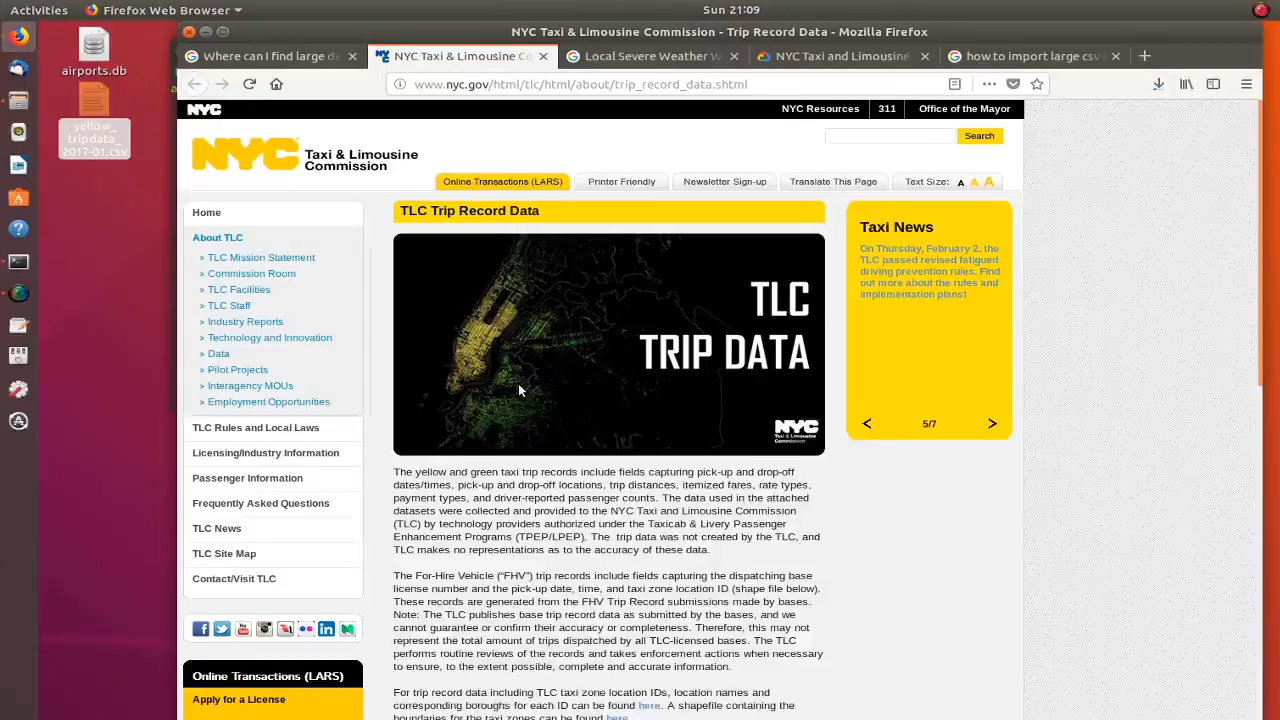 Activities
Firefox Web Browser
Sun 21:09
NYC Taxi & Limousine Commission - Trip Record Data - Mozilla Firefox
Where can I find large d
NYC Taxi & Limousine C
Local Severe Weather W
NYC Taxi and Limousine
how to import large csv
www.nyc.gov/html/tlc/html/about/trip_record_data.shtml
airports.db
yellow_
tripdata_
2017-01.csv
NYC
NYC Resources
311
Office of the Mayor
NYC Taxi & Limousine
Commission
Search
Online Transactions (LARS)
Printer Friendly
Newsletter Sign-up
Translate This Page
Text Size: A A A
Home
About TLC
» TLC Mission Statement
» Commission Room
» TLC Facilities
» TLC Staff
» Industry Reports
» Technology and Innovation
» Data
» Pilot Projects
» Interagency MOUs
» Employment Opportunities
TLC Rules and Local Laws
Licensing/Industry Information
Passenger Information
Frequently Asked Questions
TLC News
TLC Site Map
Contact/Visit TLC
Online Transactions (LARS)
Apply for a License
TLC Trip Record Data
TLC
TRIP DATA
NYC
Taxi & Limousine
Commission
The yellow and green taxi trip records include fields capturing pick-up and drop-off
dates/times, pick-up and drop-off locations, trip distances, itemized fares, rate types,
payment types, and driver-reported passenger counts. The data used in the attached
datasets were collected and provided to the NYC Taxi and Limousine Commission
(TLC) by technology providers authorized under the Taxicab & Livery Passenger
Enhancement Programs (TPEP/LPEP). The trip data was not created by the TLC, and
TLC makes no representations as to the accuracy of these data.
The For-Hire Vehicle (“FHV”) trip records include fields capturing the dispatching base
license number and the pick-up date, time, and taxi zone location ID (shape file below).
These records are generated from the FHV Trip Record submissions made by bases.
Note: The TLC publishes base trip record data as submitted by the bases, and we
cannot guarantee or confirm their accuracy or completeness. Therefore, this may not
represent the total amount of trips dispatched by all TLC-licensed bases. The TLC
performs routine reviews of the records and takes enforcement actions when necessary
to ensure, to the extent possible, complete and accurate information.
For trip record data including TLC taxi zone location IDs, location names and
corresponding boroughs for each ID can be found here. A shapefile containing the
boundaries for the taxi zones can be found here.
Taxi News
On Thursday, February 2, the
TLC passed revised fatigued
driving prevention rules. Find
out more about the rules and
implementation plans!
5/7